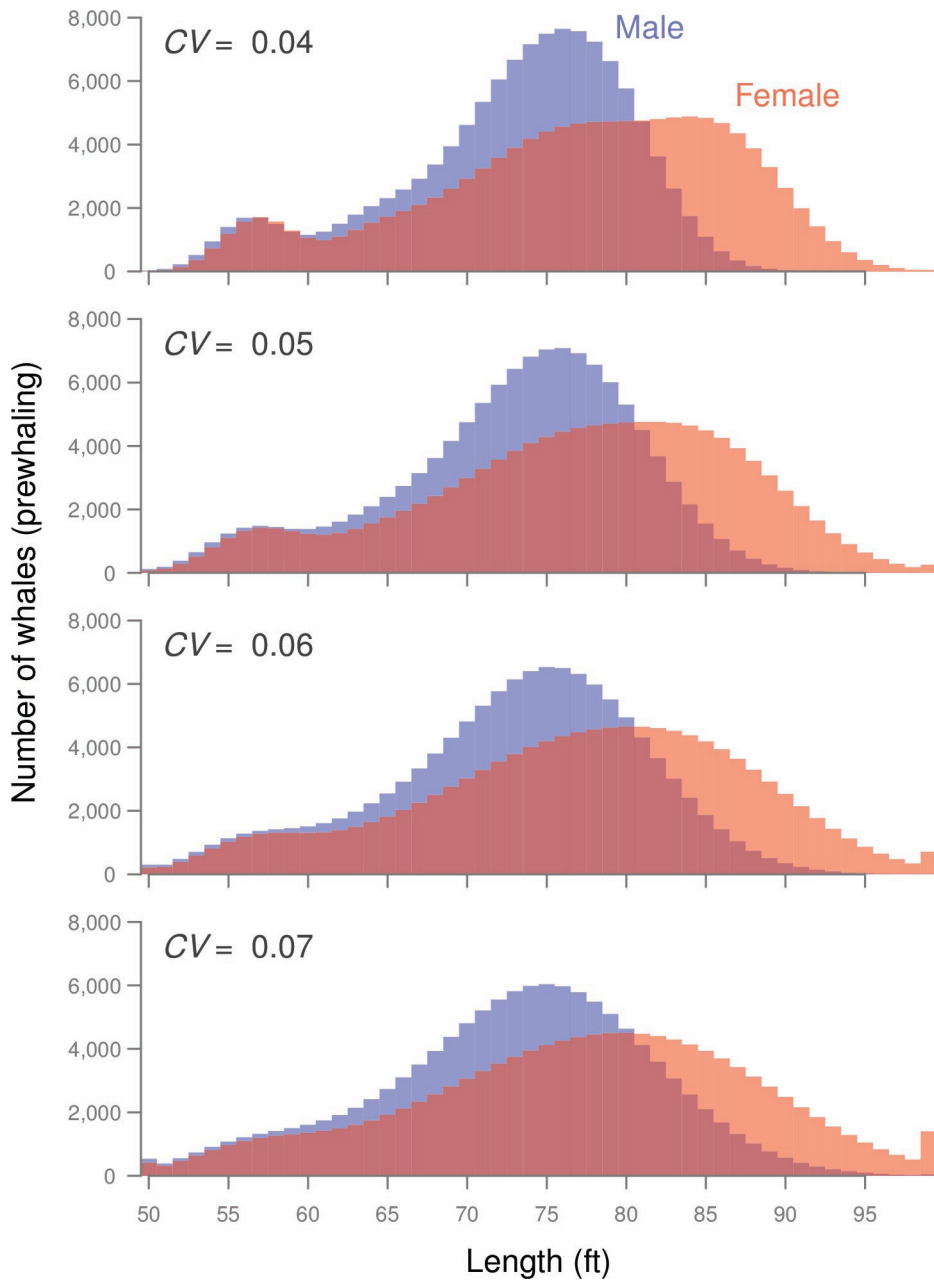 8,000
CV = 0.04
Male
6,000
Female
4,000
2,000
0
8,000
CV = 0.05
6,000
4,000
2,000
0
Number of whales (prewhaling)
8,000
CV = 0.06
6,000
4,000
2,000
0
8,000
CV = 0.07
6,000
4,000
2,000
0
50 55 60 65 70 75 80 85 90 95
Length (ft)